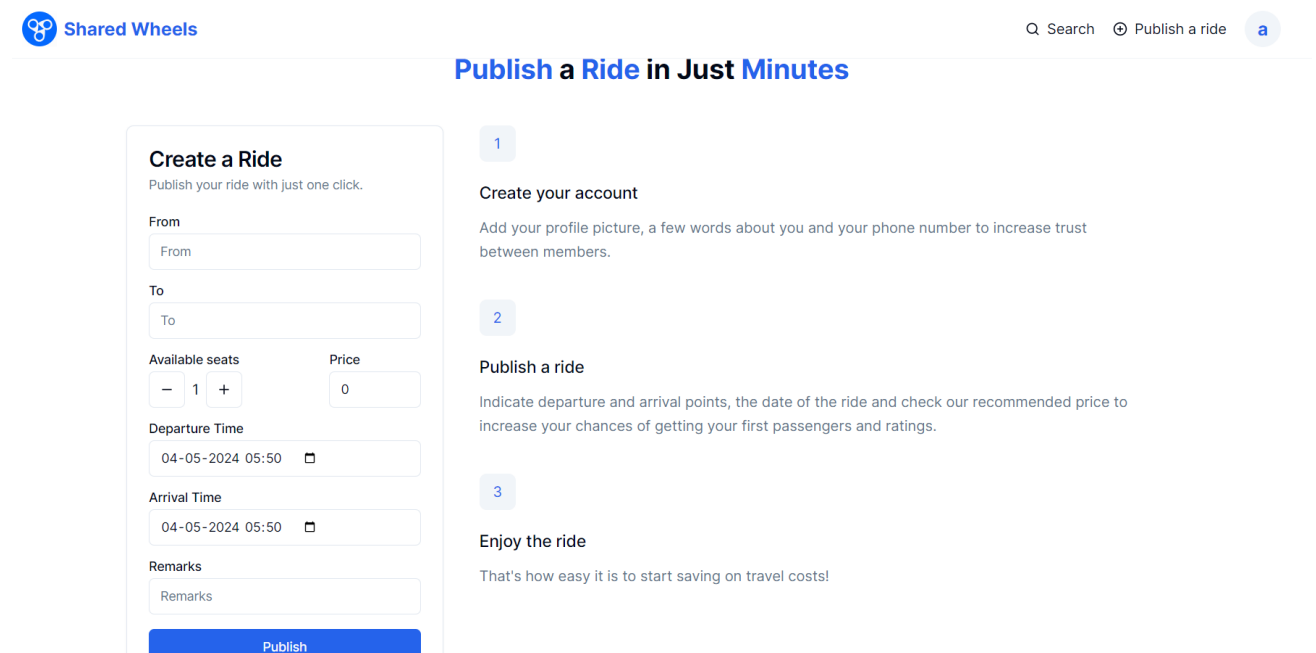 Shared Wheels
Search
Publish a ride
a
Publish a Ride in Just Minutes
Create a Ride
Publish your ride with just one click.
From
From
To
To
Available seats
Price
− 1 +
0
Departure Time
04-05-2024 05:50
Arrival Time
04-05-2024 05:50
Remarks
Remarks
Publish
1
Create your account
Add your profile picture, a few words about you and your phone number to increase trust
between members.
2
Publish a ride
Indicate departure and arrival points, the date of the ride and check our recommended price to
increase your chances of getting your first passengers and ratings.
3
Enjoy the ride
That's how easy it is to start saving on travel costs!